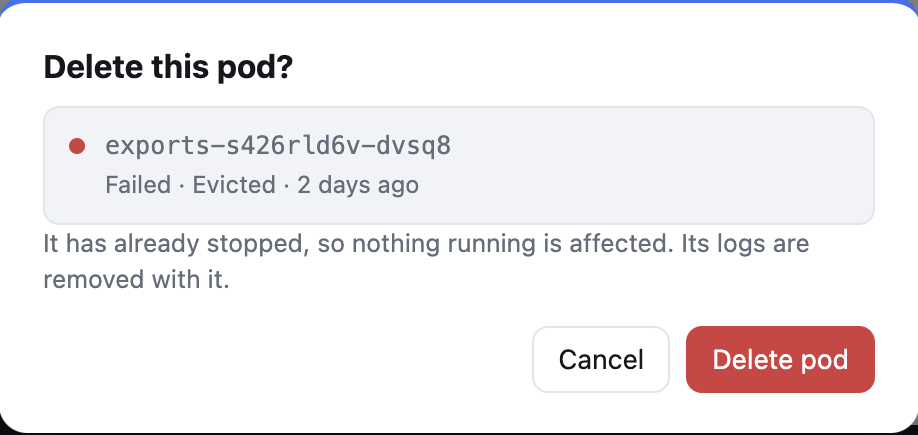 Delete this pod?
exports-s426rld6v-dvsq8
Failed · Evicted · 2 days ago
It has already stopped, so nothing running is affected. Its logs are
removed with it.
Cancel Delete pod